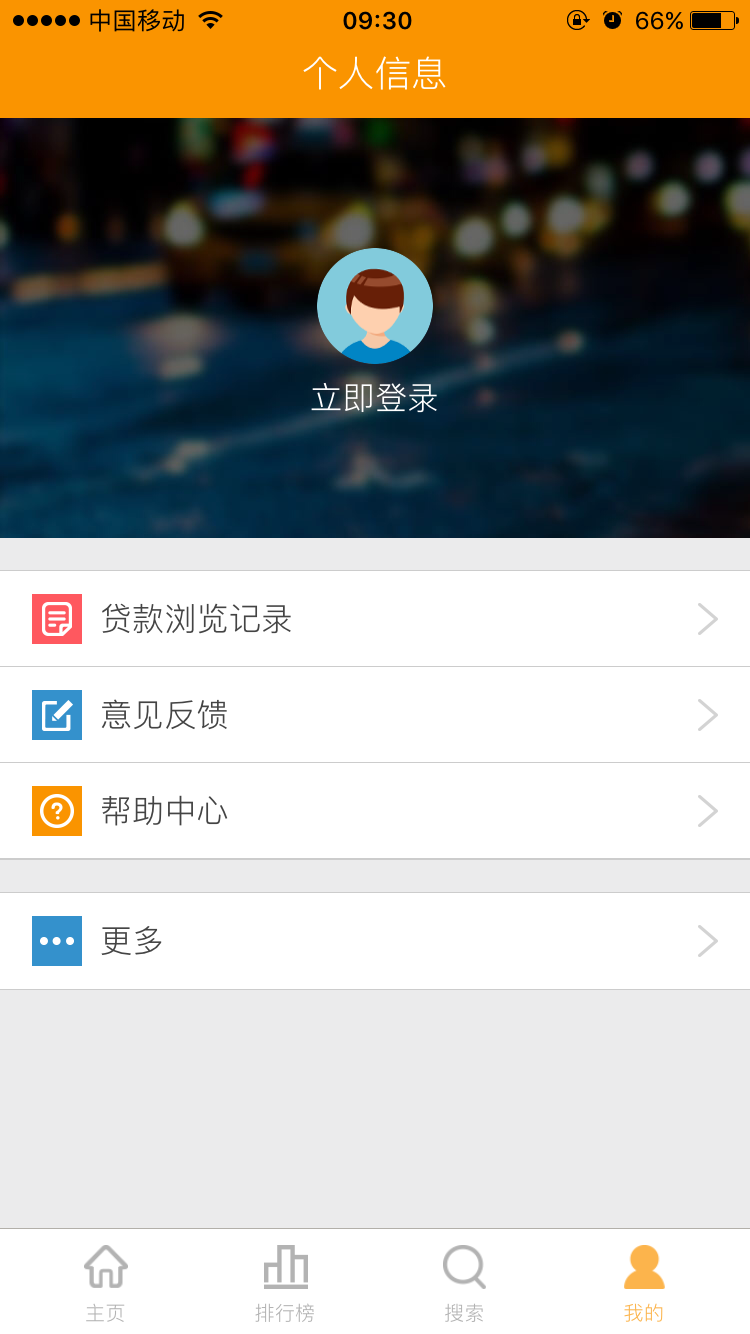 中国移动 09:30 66%
个人信息
立即登录
贷款浏览记录
意见反馈
帮助中心
更多
主页 排行榜 搜索 我的